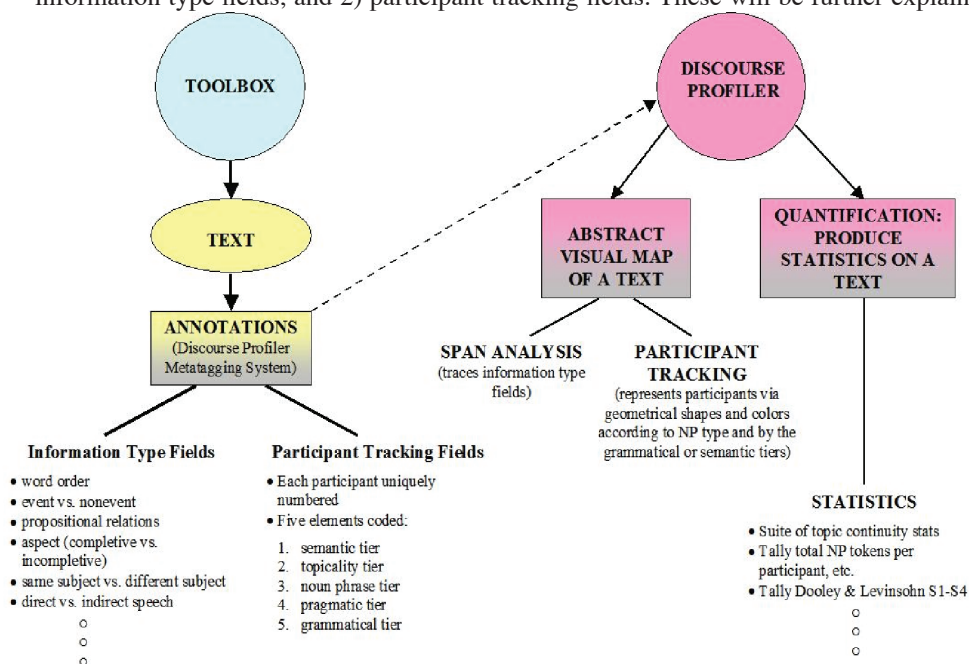 information type fields, and 2) participant tracking fields. These will be further explain
TOOLBOX
TEXT
ANNOTATIONS
(Discourse Profiler
Metatagging System)
Information Type Fields
• word order
• event vs. nonevent
• propositional relations
• aspect (completive vs.
incompletive)
• same subject vs. different subject
• direct vs. indirect speech
Participant Tracking Fields
• Each participant uniquely
numbered
• Five elements coded:
1. semantic tier
2. topicality tier
3. noun phrase tier
4. pragmatic tier
5. grammatical tier
DISCOURSE
PROFILER
ABSTRACT
VISUAL MAP
OF A TEXT
SPAN ANALYSIS
(traces information type
fields)
PARTICIPANT
TRACKING
(represents participants via
geometrical shapes and colors
according to NP type and by the
grammatical or semantic tiers)
QUANTIFICATION:
PRODUCE
STATISTICS ON A
TEXT
STATISTICS
• Suite of topic continuity stats
• Tally total NP tokens per
participant, etc.
• Tally Dooley & Levinsohn S1-S4